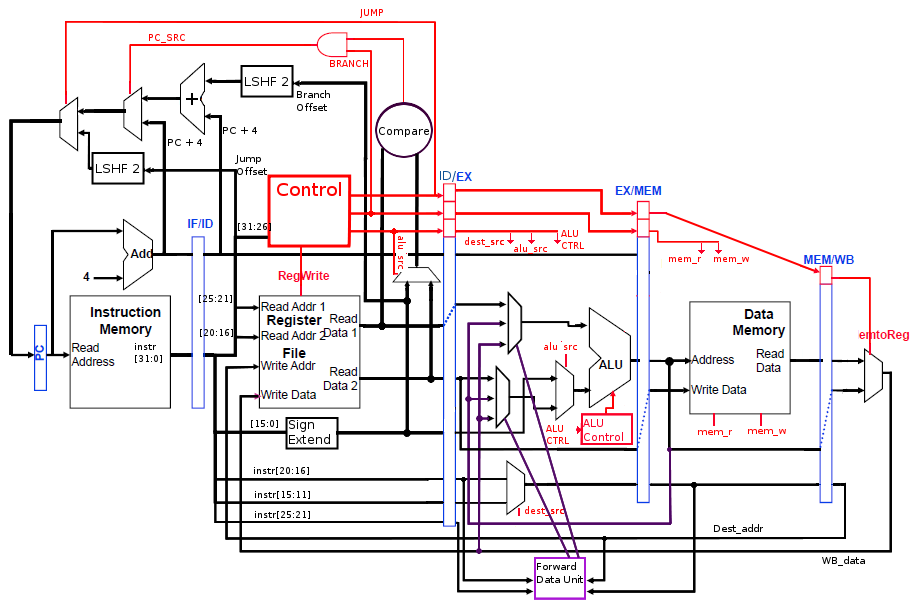 JUMP
PC_SRC
BRANCH
LSHF 2
Branch
Offset
+
Compare
PC + 4
PC + 4
LSHF 2
Jump
Offset
Control
ID/EX
EX/MEM
IF/ID
[31:26]
alu_src
dest_src
alu_src
ALU
CTRL
mem_r
mem_w
MEM/WB
Add
4
RegWrite
[25:21]
[20:16]
Instruction
Memory
instr
[31:0]
Read
Address
PC
Read Addr 1
Register
Read
Data 1
Read Addr 2
File
Write Addr
Read
Data 2
Write Data
alu_src
ALU
Data
Memory
Address
Read
Data
Write Data
emtoReg
mem_r
mem_w
[15:0]
Sign
Extend
ALU
CTRL
ALU
Control
instr[20:16]
instr[15:11]
instr[25:21]
dest_src
Dest_addr
WB_data
Forward
Data Unit